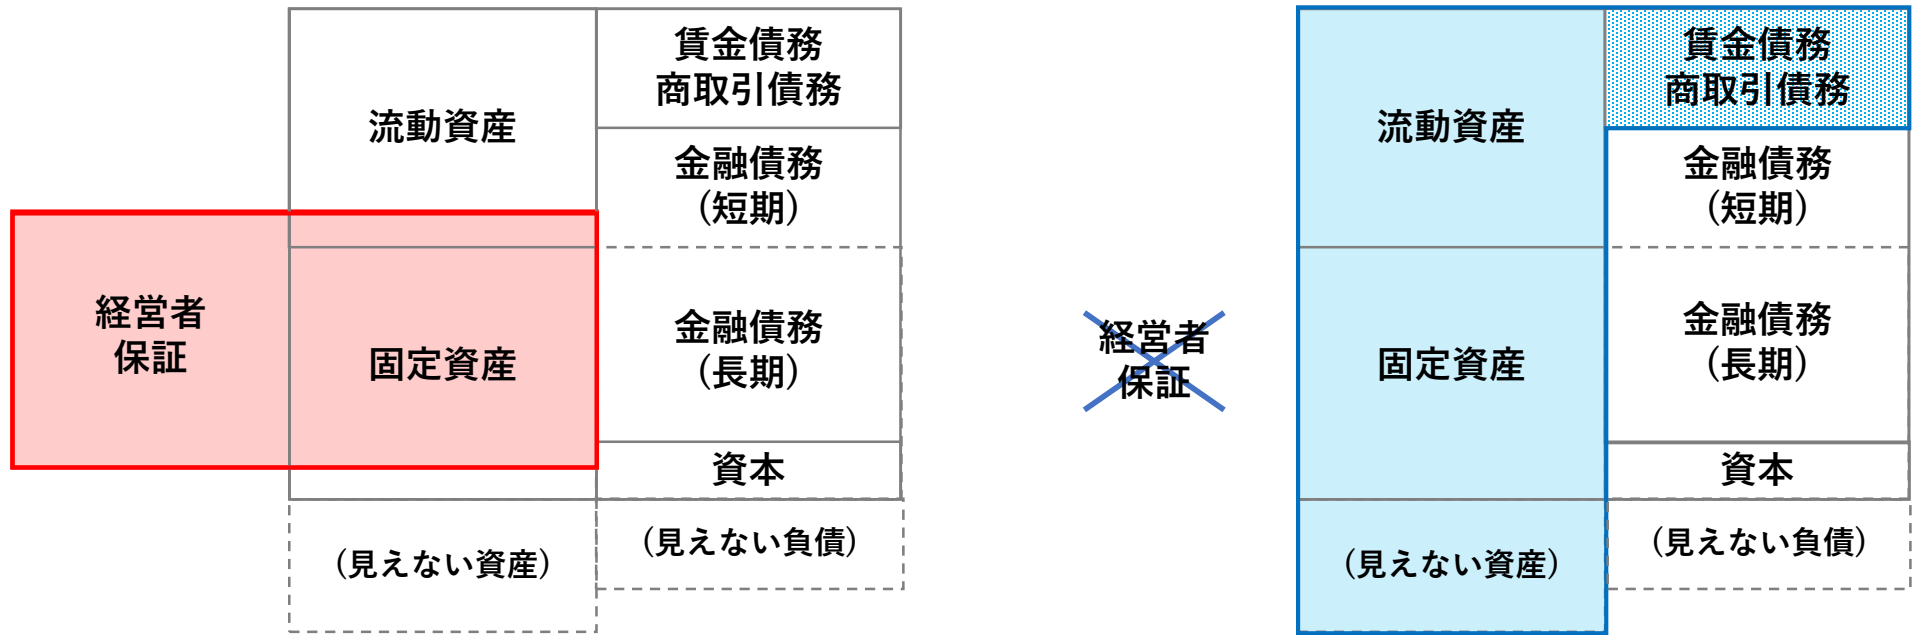 賃金債務
商取引債務
流動資産
金融債務
（短期）
経営者
保証
固定資産
金融債務
（長期）
資本
（見えない資産）
（見えない負債）
経営者
保証
賃金債務
商取引債務
流動資産
金融債務
（短期）
固定資産
金融債務
（長期）
資本
（見えない資産）
（見えない負債）